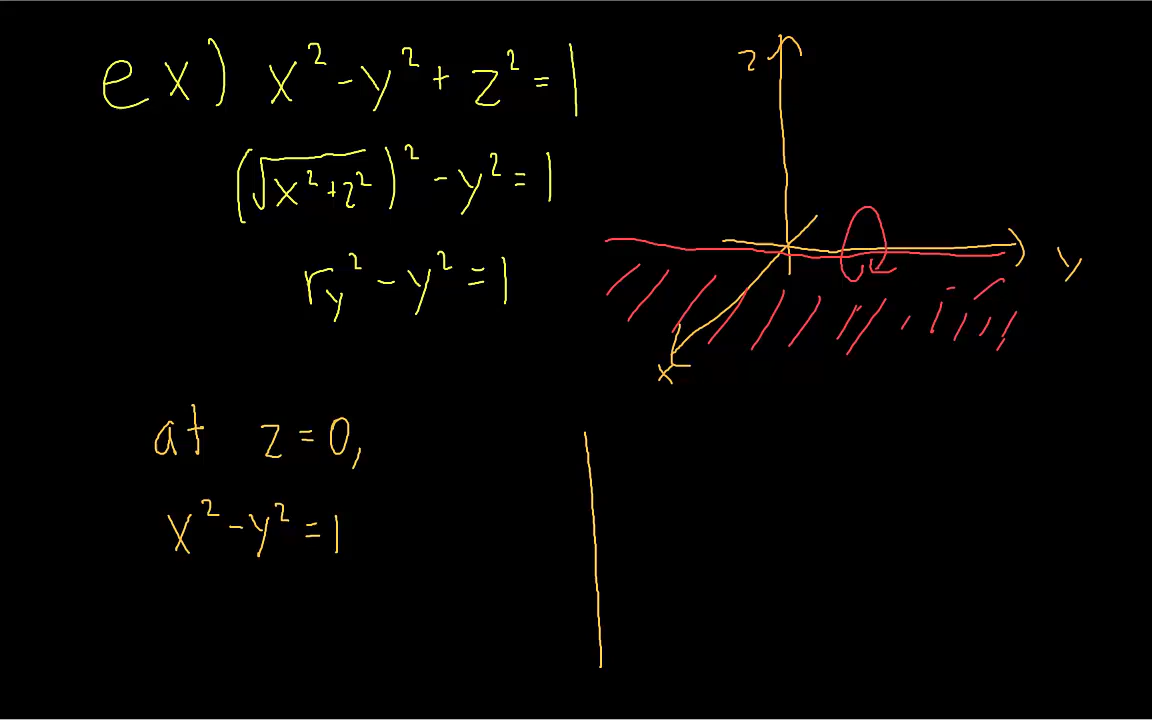 ex) x² - y² + z² = 1
(√x²+z²)² - y² = 1
r_y² - y² = 1
at z = 0,
x² - y² = 1
z
y
x